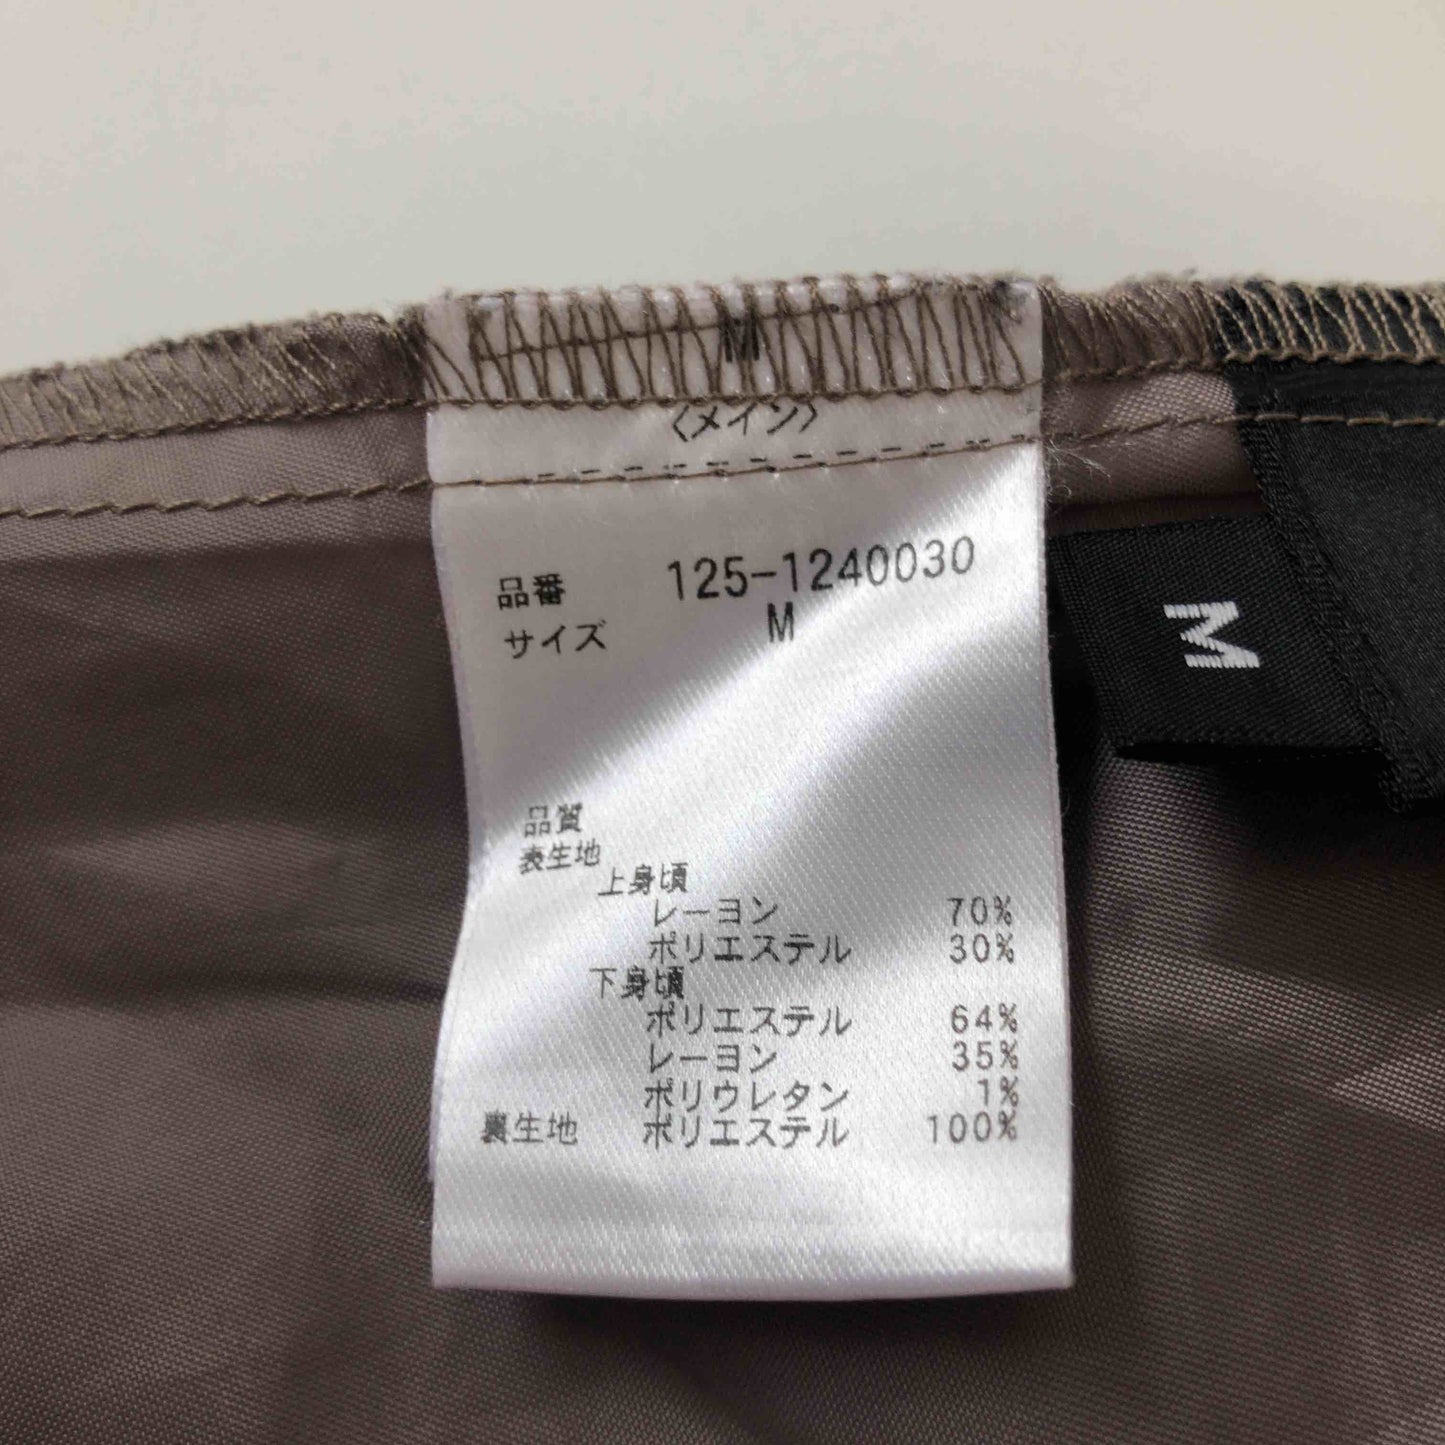 M
〈メイン〉
品番 125-1240030
サイズ M
M
品質
表生地
上身頃
レーヨン 70%
ポリエステル 30%
下身頃
ポリエステル 64%
レーヨン 35%
ポリウレタン 1%
裏生地 ポリエステル 100%